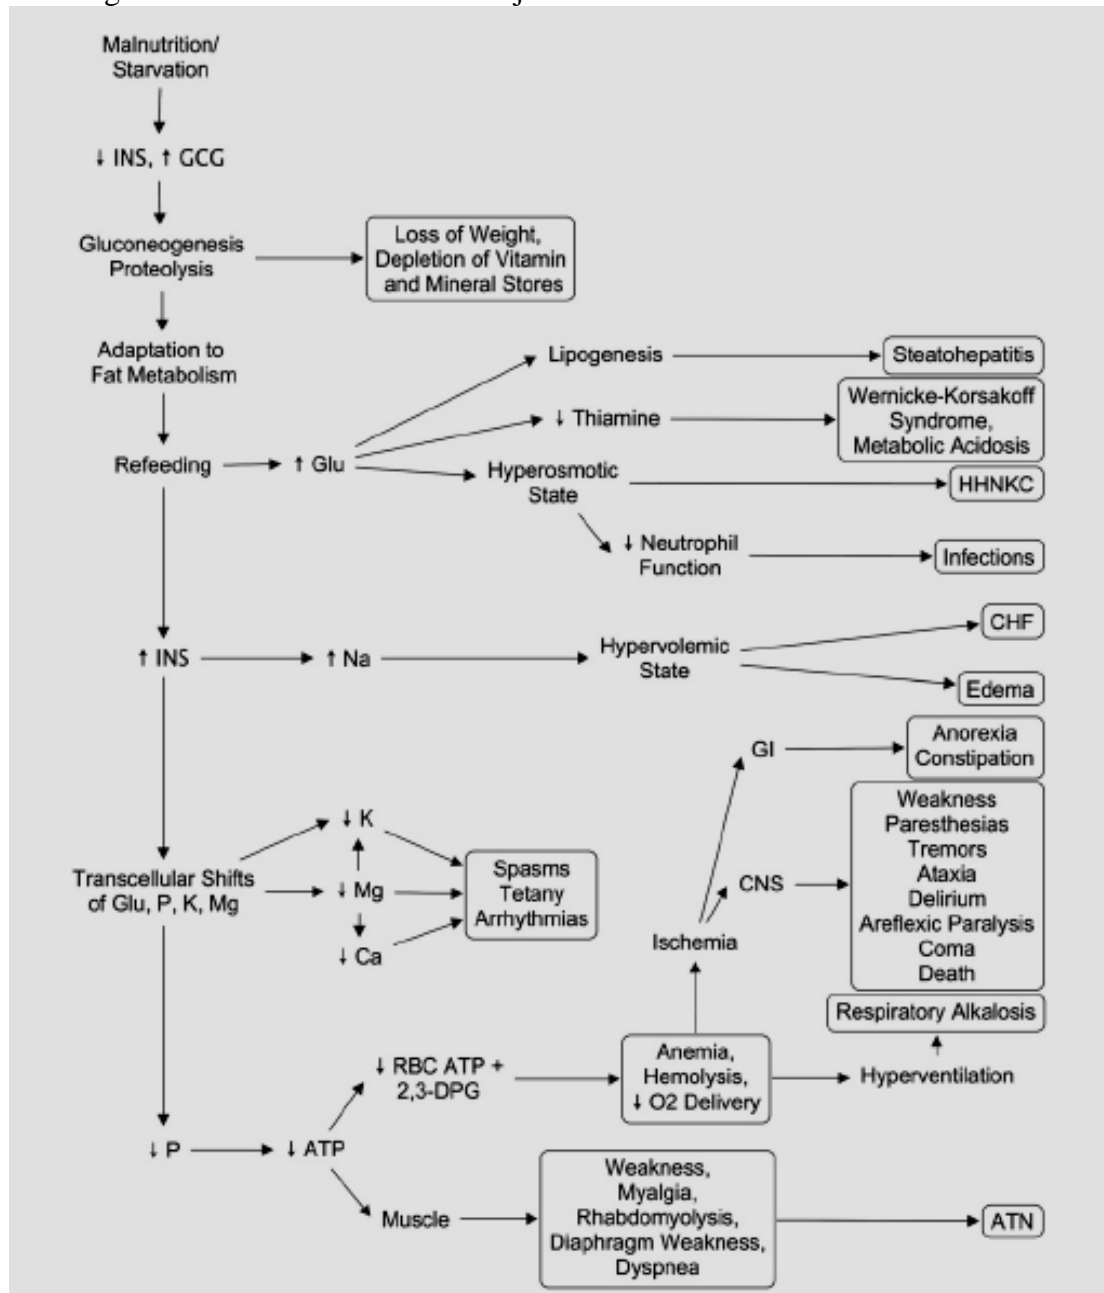 Malnutrition/
Starvation
↓ INS, ↑ GCG
Gluconeogenesis
Proteolysis
Loss of Weight,
Depletion of Vitamin
and Mineral Stores
Adaptation to
Fat Metabolism
Lipogenesis
Steatohepatitis
↓ Thiamine
Wernicke-Korsakoff
Syndrome,
Metabolic Acidosis
Refeeding
↑ Glu
Hyperosmotic
State
HHNKC
↓ Neutrophil
Function
Infections
↑ INS
↑ Na
Hypervolemic
State
CHF
Edema
GI
Anorexia
Constipation
Transcellular Shifts
of Glu, P, K, Mg
↓ K
↓ Mg
↓ Ca
Spasms
Tetany
Arrhythmias
CNS
Weakness
Paresthesias
Tremors
Ataxia
Delirium
Areflexic Paralysis
Coma
Death
Ischemia
Respiratory Alkalosis
↓ RBC ATP +
2,3-DPG
Anemia,
Hemolysis,
↓ O2 Delivery
Hyperventilation
↓ P
↓ ATP
Muscle
Weakness,
Myalgia,
Rhabdomyolysis,
Diaphragm Weakness,
Dyspnea
ATN